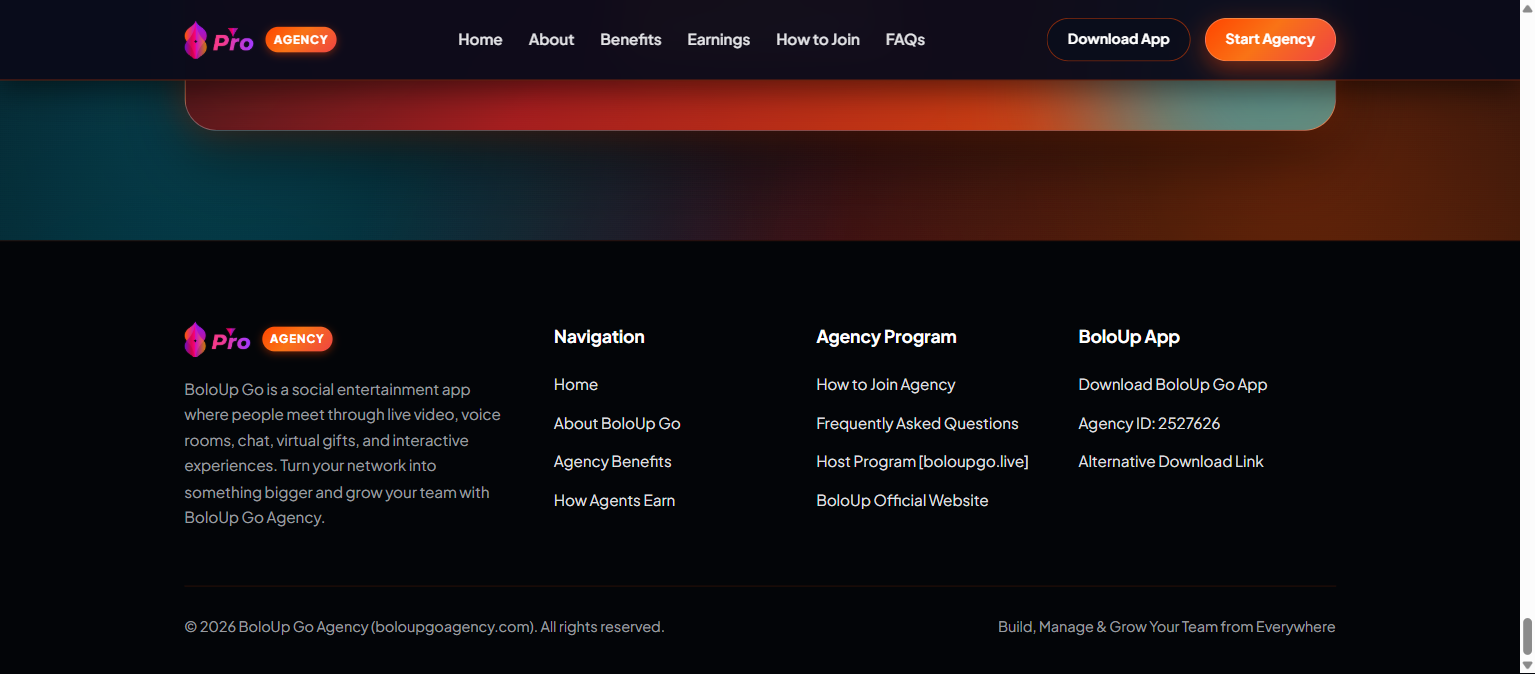 Pro AGENCY
Home
About
Benefits
Earnings
How to Join
FAQs
Download App
Start Agency
Pro AGENCY
BoloUp Go is a social entertainment app
where people meet through live video, voice
rooms, chat, virtual gifts, and interactive
experiences. Turn your network into
something bigger and grow your team with
BoloUp Go Agency.
Navigation
Home
About BoloUp Go
Agency Benefits
How Agents Earn
Agency Program
How to Join Agency
Frequently Asked Questions
Host Program [boloupgo.live]
BoloUp Official Website
BoloUp App
Download BoloUp Go App
Agency ID: 2527626
Alternative Download Link
© 2026 BoloUp Go Agency (boloupgoagency.com). All rights reserved.
Build, Manage & Grow Your Team from Everywhere